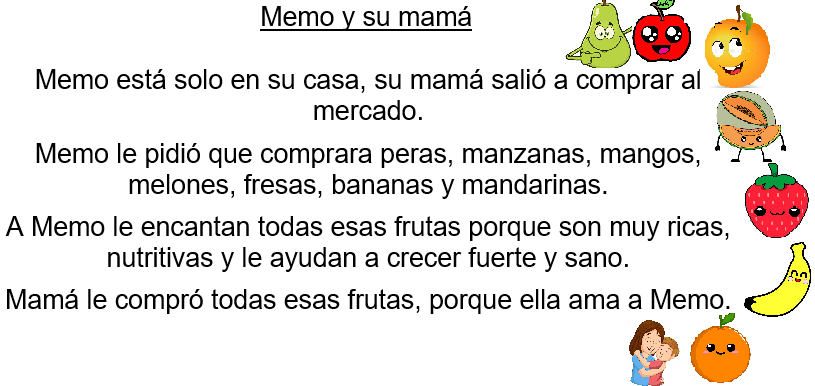 Memo y su mamá
Memo está solo en su casa, su mamá salió a comprar al
mercado.
Memo le pidió que comprara peras, manzanas, mangos,
melones, fresas, bananas y mandarinas.
A Memo le encantan todas esas frutas porque son muy ricas,
nutritivas y le ayudan a crecer fuerte y sano.
Mamá le compró todas esas frutas, porque ella ama a Memo.